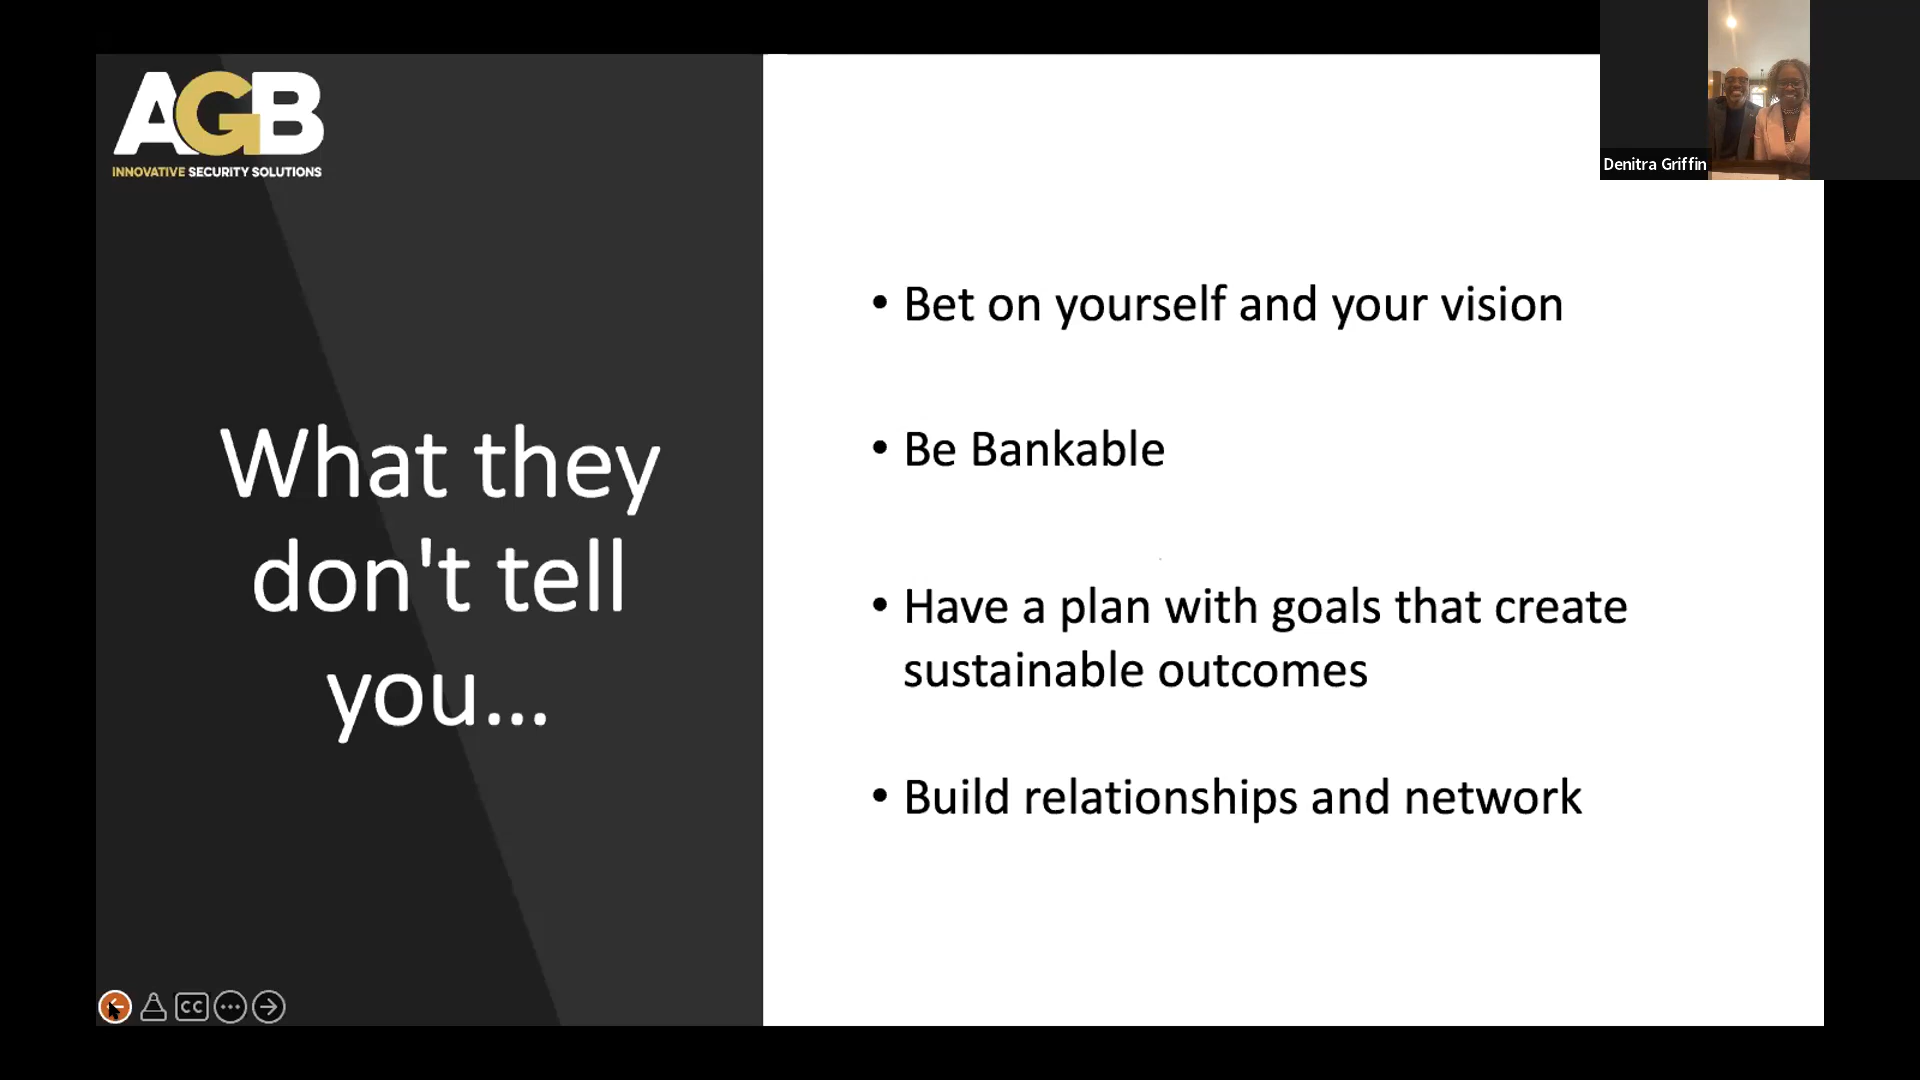 AGB
INNOVATIVE SECURITY SOLUTIONS
What they
don't tell
you...
• Bet on yourself and your vision
• Be Bankable
• Have a plan with goals that create
sustainable outcomes
• Build relationships and network
Denitra Griffin
CC